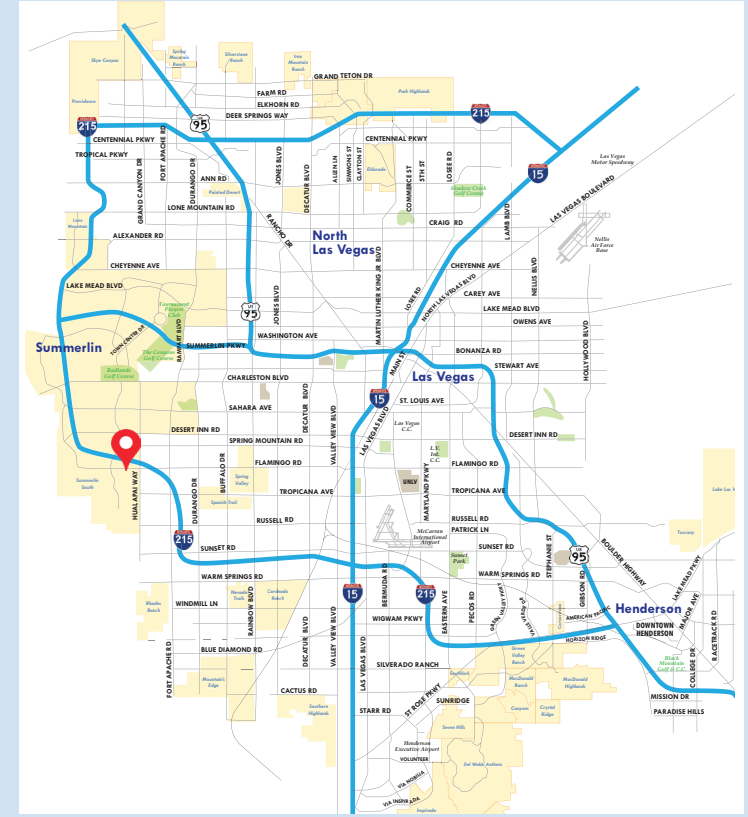 Skye Canyon
Spring
Mountain
Ranch
Silverstone
Ranch
Iron
Mountain
Ranch
GRAND TETON DR
Park Highlands
FARM RD
ELKHORN RD
DEER SPRINGS WAY
Providence
215
95
215
CENTENNIAL PKWY
CENTENNIAL PKWY
TROPICAL PKWY
FORT APACHE RD
GRAND CANYON DR
DURANGO DR
ANN RD
Painted Desert
JONES BLVD
DECATUR BLVD
ALLEN LN
SIMMONS ST
CLAYTON ST
Eldorado
COMMERCE ST
5TH ST
LOSEE RD
Shadow Creek
Golf Course
15
Las Vegas
Motor Speedway
LAS VEGAS BOULEVARD
LONE MOUNTAIN RD
Lone
Mountain
RANCHO DR
CRAIG RD
LAMB BLVD
Nellis
Air Force
Base
ALEXANDER RD
North
Las Vegas
CHEYENNE AVE
CHEYENNE AVE
MARTIN LUTHER KING JR BLVD
NELLIS BLVD
LAKE MEAD BLVD
LOSEE RD
NORTH LAS VEGAS BLVD
CAREY AVE
LAKE MEAD BLVD
OWENS AVE
Tournament
Players
Club
US
95
JONES BLVD
TOWN CENTER DR
RAMPART BLVD
WASHINGTON AVE
SUMMERLIN PKWY
Summerlin
The Canyons
Golf Course
Badlands
Golf Course
MAIN ST
BONANZA RD
STEWART AVE
HOLLYWOOD BLVD
Las Vegas
CHARLESTON BLVD
15
ST. LOUIS AVE
SAHARA AVE
DECATUR BLVD
VALLEY VIEW BLVD
LAS VEGAS BLVD
Las Vegas
C.C.
DESERT INN RD
DESERT INN RD
SPRING MOUNTAIN RD
L.V.
Int.
C.C.
FLAMINGO RD
FLAMINGO RD
Summerlin
South
HUALAPAI WAY
DURANGO DR
BUFFALO DR
Spring
Valley
Spanish Trail
TROPICANA AVE
UNLV
MARYLAND PKWY
TROPICANA AVE
RUSSELL RD
RUSSELL RD
PATRICK LN
McCarran
International
Airport
215
SUNSET RD
SUNSET RD
Sunset
Park
STEPHANIE ST
95
BOULDER HIGHWAY
Tuscany
WARM SPRINGS RD
WARM SPRINGS RD
BERMUDA RD
GIBSON RD
LAKE MEAD PKWY
Nevada
Trails
Coronado
Ranch
Rhodes
Ranch
WINDMILL LN
RAINBOW BLVD
15
215
EASTERN AVE
PECOS RD
Henderson
AMERICAN PACIFIC
MAJOR AVE
RACETRACK RD
DOWNTOWN
HENDERSON
WIGWAM PKWY
HORIZON RIDGE
DECATUR BLVD
VALLEY VIEW BLVD
LAS VEGAS BLVD
BLUE DIAMOND RD
FORT APACHE RD
SILVERADO RANCH
Green
Valley
Ranch
Black
Mountain
Golf & C.C.
COLLEGE DR
Mountain's
Edge
MacDonald
Ranch
MacDonald
Highlands
CACTUS RD
ST ROSE PKWY
SUNRIDGE
MISSION DR
PARADISE HILLS
Southern
Highlands
STARR RD
Canyons
Crystal
Ridge
Seven Hills
Henderson
Executive Airport
VOLUNTEER
Del Webb Anthem
VIA NOBILIA
VIA INSPIRADA
Inspirada